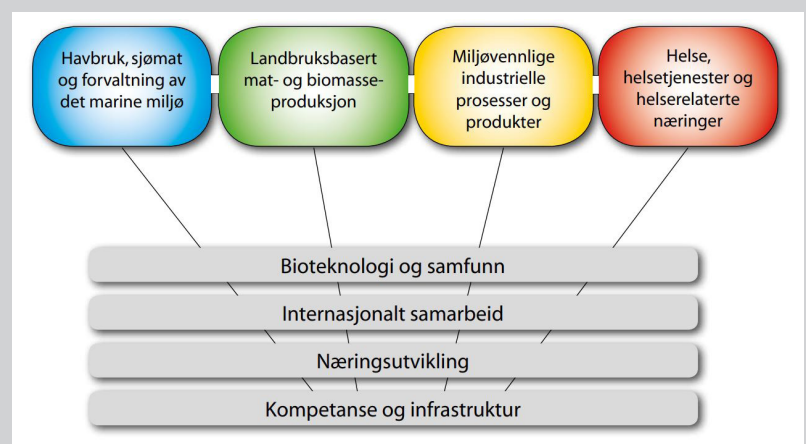 Havbruk, sjømat
og forvaltning av
det marine miljø
Landbruksbasert
mat- og biomasse-
produksjon
Miljøvennlige
industrielle
prosesser og
produkter
Helse,
helsetjenester og
helserelaterte
næringer
Bioteknologi og samfunn
Internasjonalt samarbeid
Næringsutvikling
Kompetanse og infrastruktur